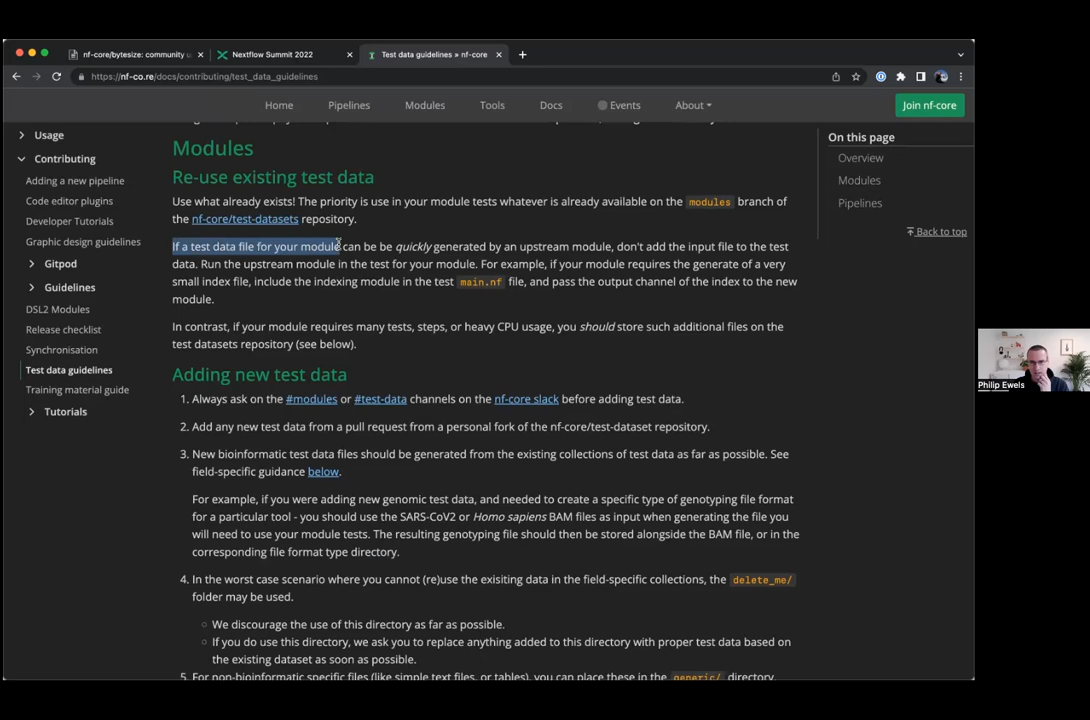 nf-core/bytesize: community u
Nextflow Summit 2022
Test data guidelines » nf-core
https://nf-co.re/docs/contributing/test_data_guidelines
Home Pipelines Modules Tools Docs Events About Join nf-core
Usage
Contributing
Adding a new pipeline
Code editor plugins
Developer Tutorials
Graphic design guidelines
Gitpod
Guidelines
DSL2 Modules
Release checklist
Synchronisation
Test data guidelines
Training material guide
Tutorials
Modules
Re-use existing test data
Use what already exists! The priority is use in your module tests whatever is already available on the modules branch of
the nf-core/test-datasets repository.
If a test data file for your module can be be quickly generated by an upstream module, don't add the input file to the test
data. Run the upstream module in the test for your module. For example, if your module requires the generate of a very
small index file, include the indexing module in the test main.nf file, and pass the output channel of the index to the new
module.
In contrast, if your module requires many tests, steps, or heavy CPU usage, you should store such additional files on the
test datasets repository (see below).
Adding new test data
1. Always ask on the #modules or #test-data channels on the nf-core slack before adding test data.
2. Add any new test data from a pull request from a personal fork of the nf-core/test-dataset repository.
3. New bioinformatic test data files should be generated from the existing collections of test data as far as possible. See
field-specific guidance below.
For example, if you were adding new genomic test data, and needed to create a specific type of genotyping file format
for a particular tool - you should use the SARS-CoV2 or Homo sapiens BAM files as input when generating the file you
will need to use your module tests. The resulting genotyping file should then be stored alongside the BAM file, or in the
corresponding file format type directory.
4. In the worst case scenario where you cannot (re)use the exisiting data in the field-specific collections, the delete_me/
folder may be used.
We discourage the use of this directory as far as possible.
If you do use this directory, we ask you to replace anything added to this directory with proper test data based on
the existing dataset as soon as possible.
5. For non-bioinformatic specific files (like simple text files, or tables), you can place these in the generic/ directory.
On this page
Overview
Modules
Pipelines
Back to top
Philip Ewels